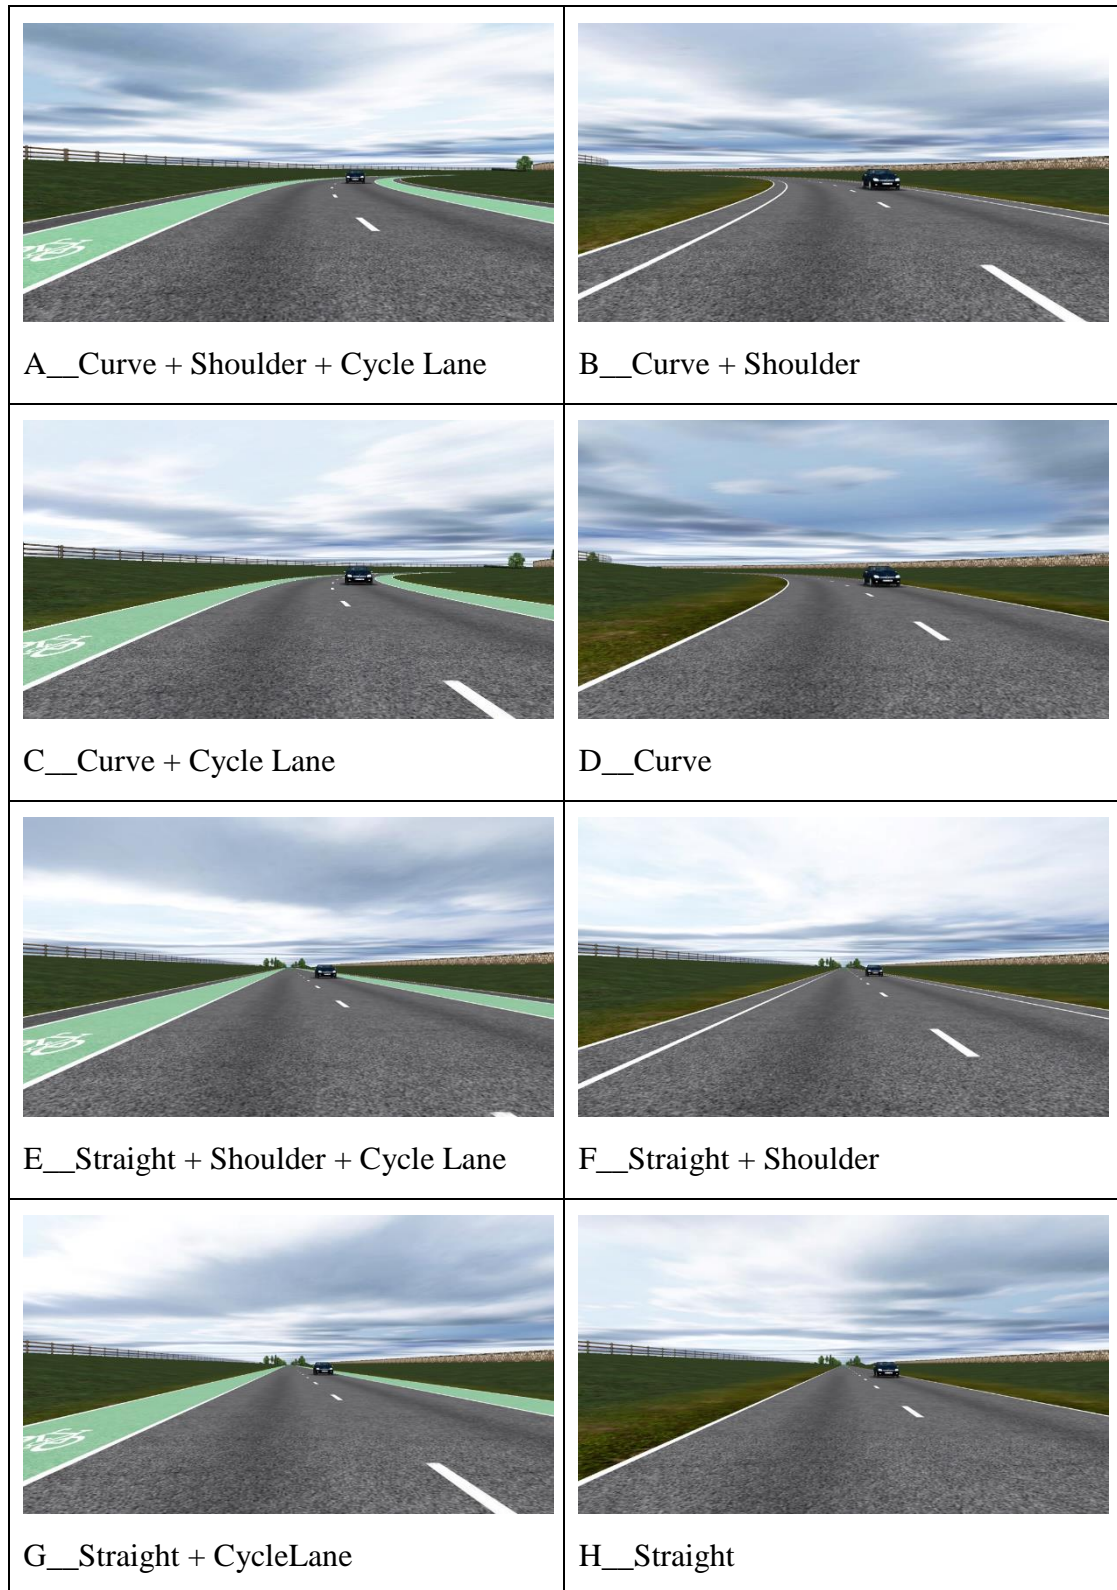 A__Curve + Shoulder + Cycle Lane
B__Curve + Shoulder
C__Curve + Cycle Lane
D__Curve
E__Straight + Shoulder + Cycle Lane
F__Straight + Shoulder
G__Straight + CycleLane
H__Straight